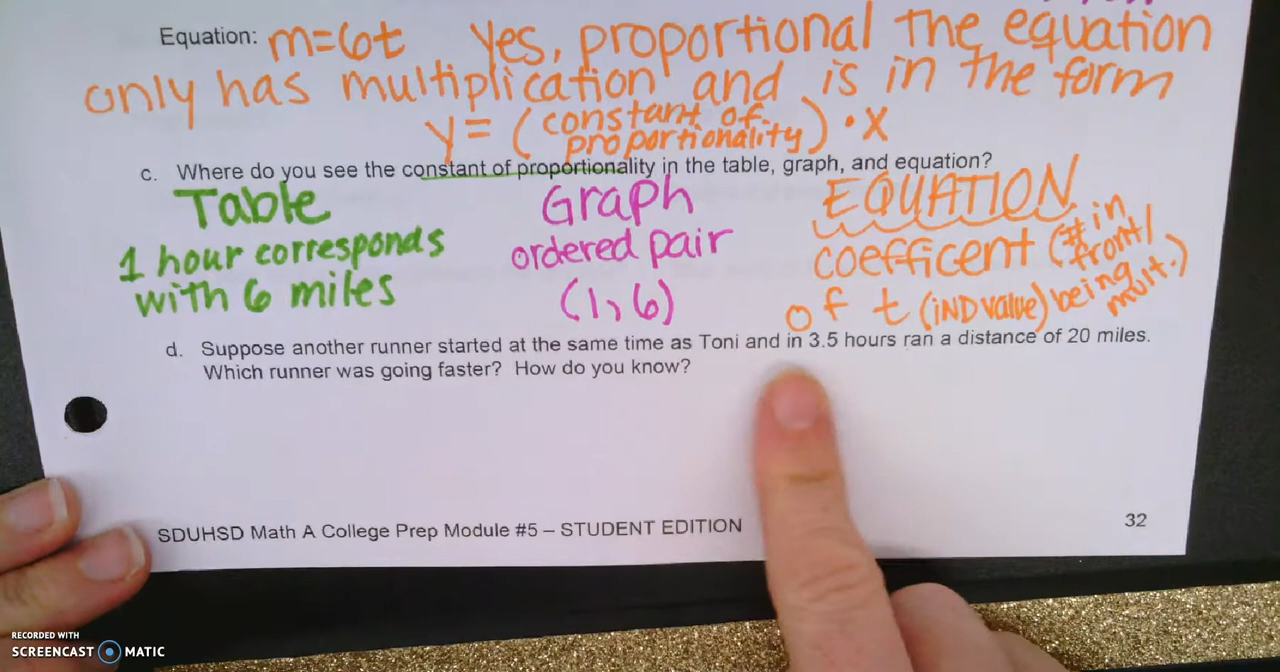 Equation: m=6t Yes, proportional The equation
only has multiplication and is in the form
y = (constant of proportionality) · x
c. Where do you see the constant of proportionality in the table, graph, and equation?
Table
1 hour corresponds
with 6 miles
Graph
ordered pair
(1, 6)
EQUATION
coefficent (# in front/
of t (IND value) being mult.)
d. Suppose another runner started at the same time as Toni and in 3.5 hours ran a distance of 20 miles.
Which runner was going faster? How do you know?
SDUHSD Math A College Prep Module #5 – STUDENT EDITION
32
RECORDED WITH
SCREENCAST MATIC